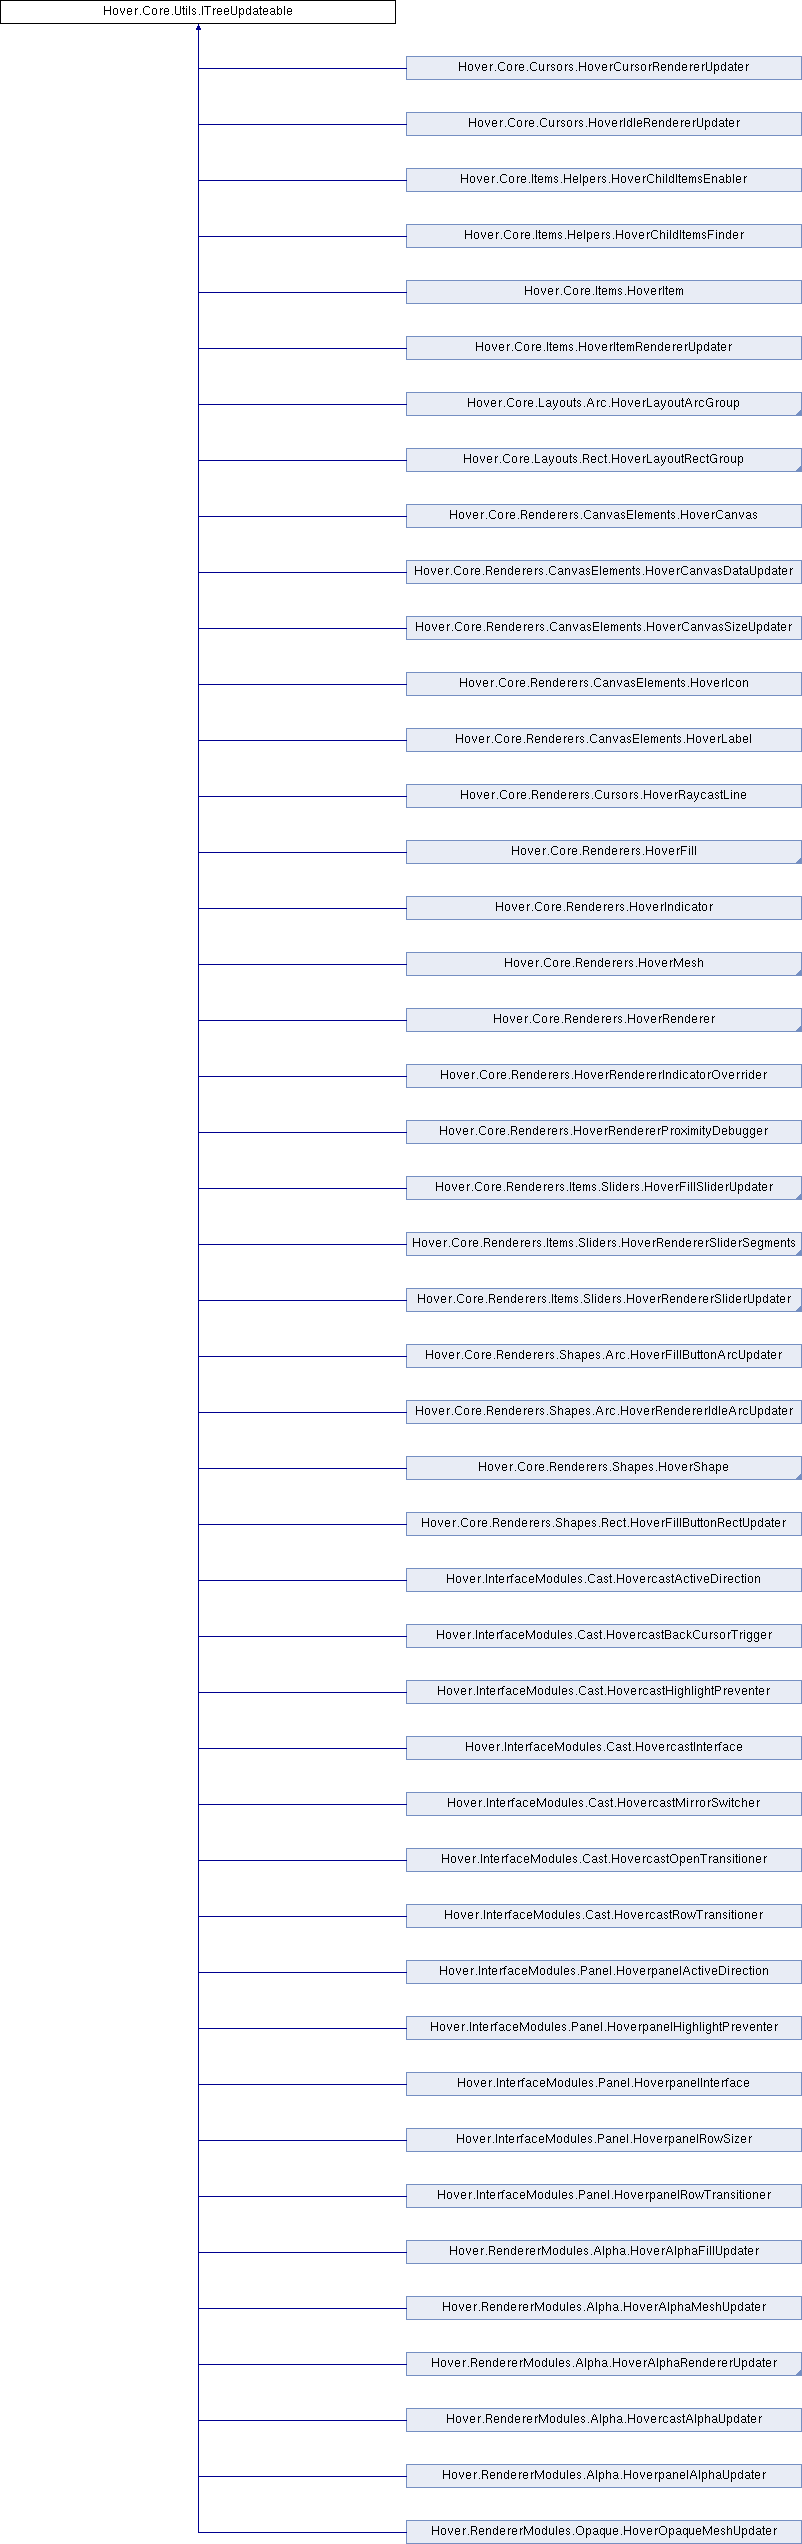 Hover.Core.Utils.ITreeUpdateable
Hover.Core.Cursors.HoverCursorRendererUpdater
Hover.Core.Cursors.HoverIdleRendererUpdater
Hover.Core.Items.Helpers.HoverChildItemsEnabler
Hover.Core.Items.Helpers.HoverChildItemsFinder
Hover.Core.Items.HoverItem
Hover.Core.Items.HoverItemRendererUpdater
Hover.Core.Layouts.Arc.HoverLayoutArcGroup
Hover.Core.Layouts.Rect.HoverLayoutRectGroup
Hover.Core.Renderers.CanvasElements.HoverCanvas
Hover.Core.Renderers.CanvasElements.HoverCanvasDataUpdater
Hover.Core.Renderers.CanvasElements.HoverCanvasSizeUpdater
Hover.Core.Renderers.CanvasElements.HoverIcon
Hover.Core.Renderers.CanvasElements.HoverLabel
Hover.Core.Renderers.Cursors.HoverRaycastLine
Hover.Core.Renderers.HoverFill
Hover.Core.Renderers.HoverIndicator
Hover.Core.Renderers.HoverMesh
Hover.Core.Renderers.HoverRenderer
Hover.Core.Renderers.HoverRendererIndicatorOverrider
Hover.Core.Renderers.HoverRendererProximityDebugger
Hover.Core.Renderers.Items.Sliders.HoverFillSliderUpdater
Hover.Core.Renderers.Items.Sliders.HoverRendererSliderSegments
Hover.Core.Renderers.Items.Sliders.HoverRendererSliderUpdater
Hover.Core.Renderers.Shapes.Arc.HoverFillButtonArcUpdater
Hover.Core.Renderers.Shapes.Arc.HoverRendererIdleArcUpdater
Hover.Core.Renderers.Shapes.HoverShape
Hover.Core.Renderers.Shapes.Rect.HoverFillButtonRectUpdater
Hover.InterfaceModules.Cast.HovercastActiveDirection
Hover.InterfaceModules.Cast.HovercastBackCursorTrigger
Hover.InterfaceModules.Cast.HovercastHighlightPreventer
Hover.InterfaceModules.Cast.HovercastInterface
Hover.InterfaceModules.Cast.HovercastMirrorSwitcher
Hover.InterfaceModules.Cast.HovercastOpenTransitioner
Hover.InterfaceModules.Cast.HovercastRowTransitioner
Hover.InterfaceModules.Panel.HoverpanelActiveDirection
Hover.InterfaceModules.Panel.HoverpanelHighlightPreventer
Hover.InterfaceModules.Panel.HoverpanelInterface
Hover.InterfaceModules.Panel.HoverpanelRowSizer
Hover.InterfaceModules.Panel.HoverpanelRowTransitioner
Hover.RendererModules.Alpha.HoverAlphaFillUpdater
Hover.RendererModules.Alpha.HoverAlphaMeshUpdater
Hover.RendererModules.Alpha.HoverAlphaRendererUpdater
Hover.RendererModules.Alpha.HovercastAlphaUpdater
Hover.RendererModules.Alpha.HoverpanelAlphaUpdater
Hover.RendererModules.Opaque.HoverOpaqueMeshUpdater